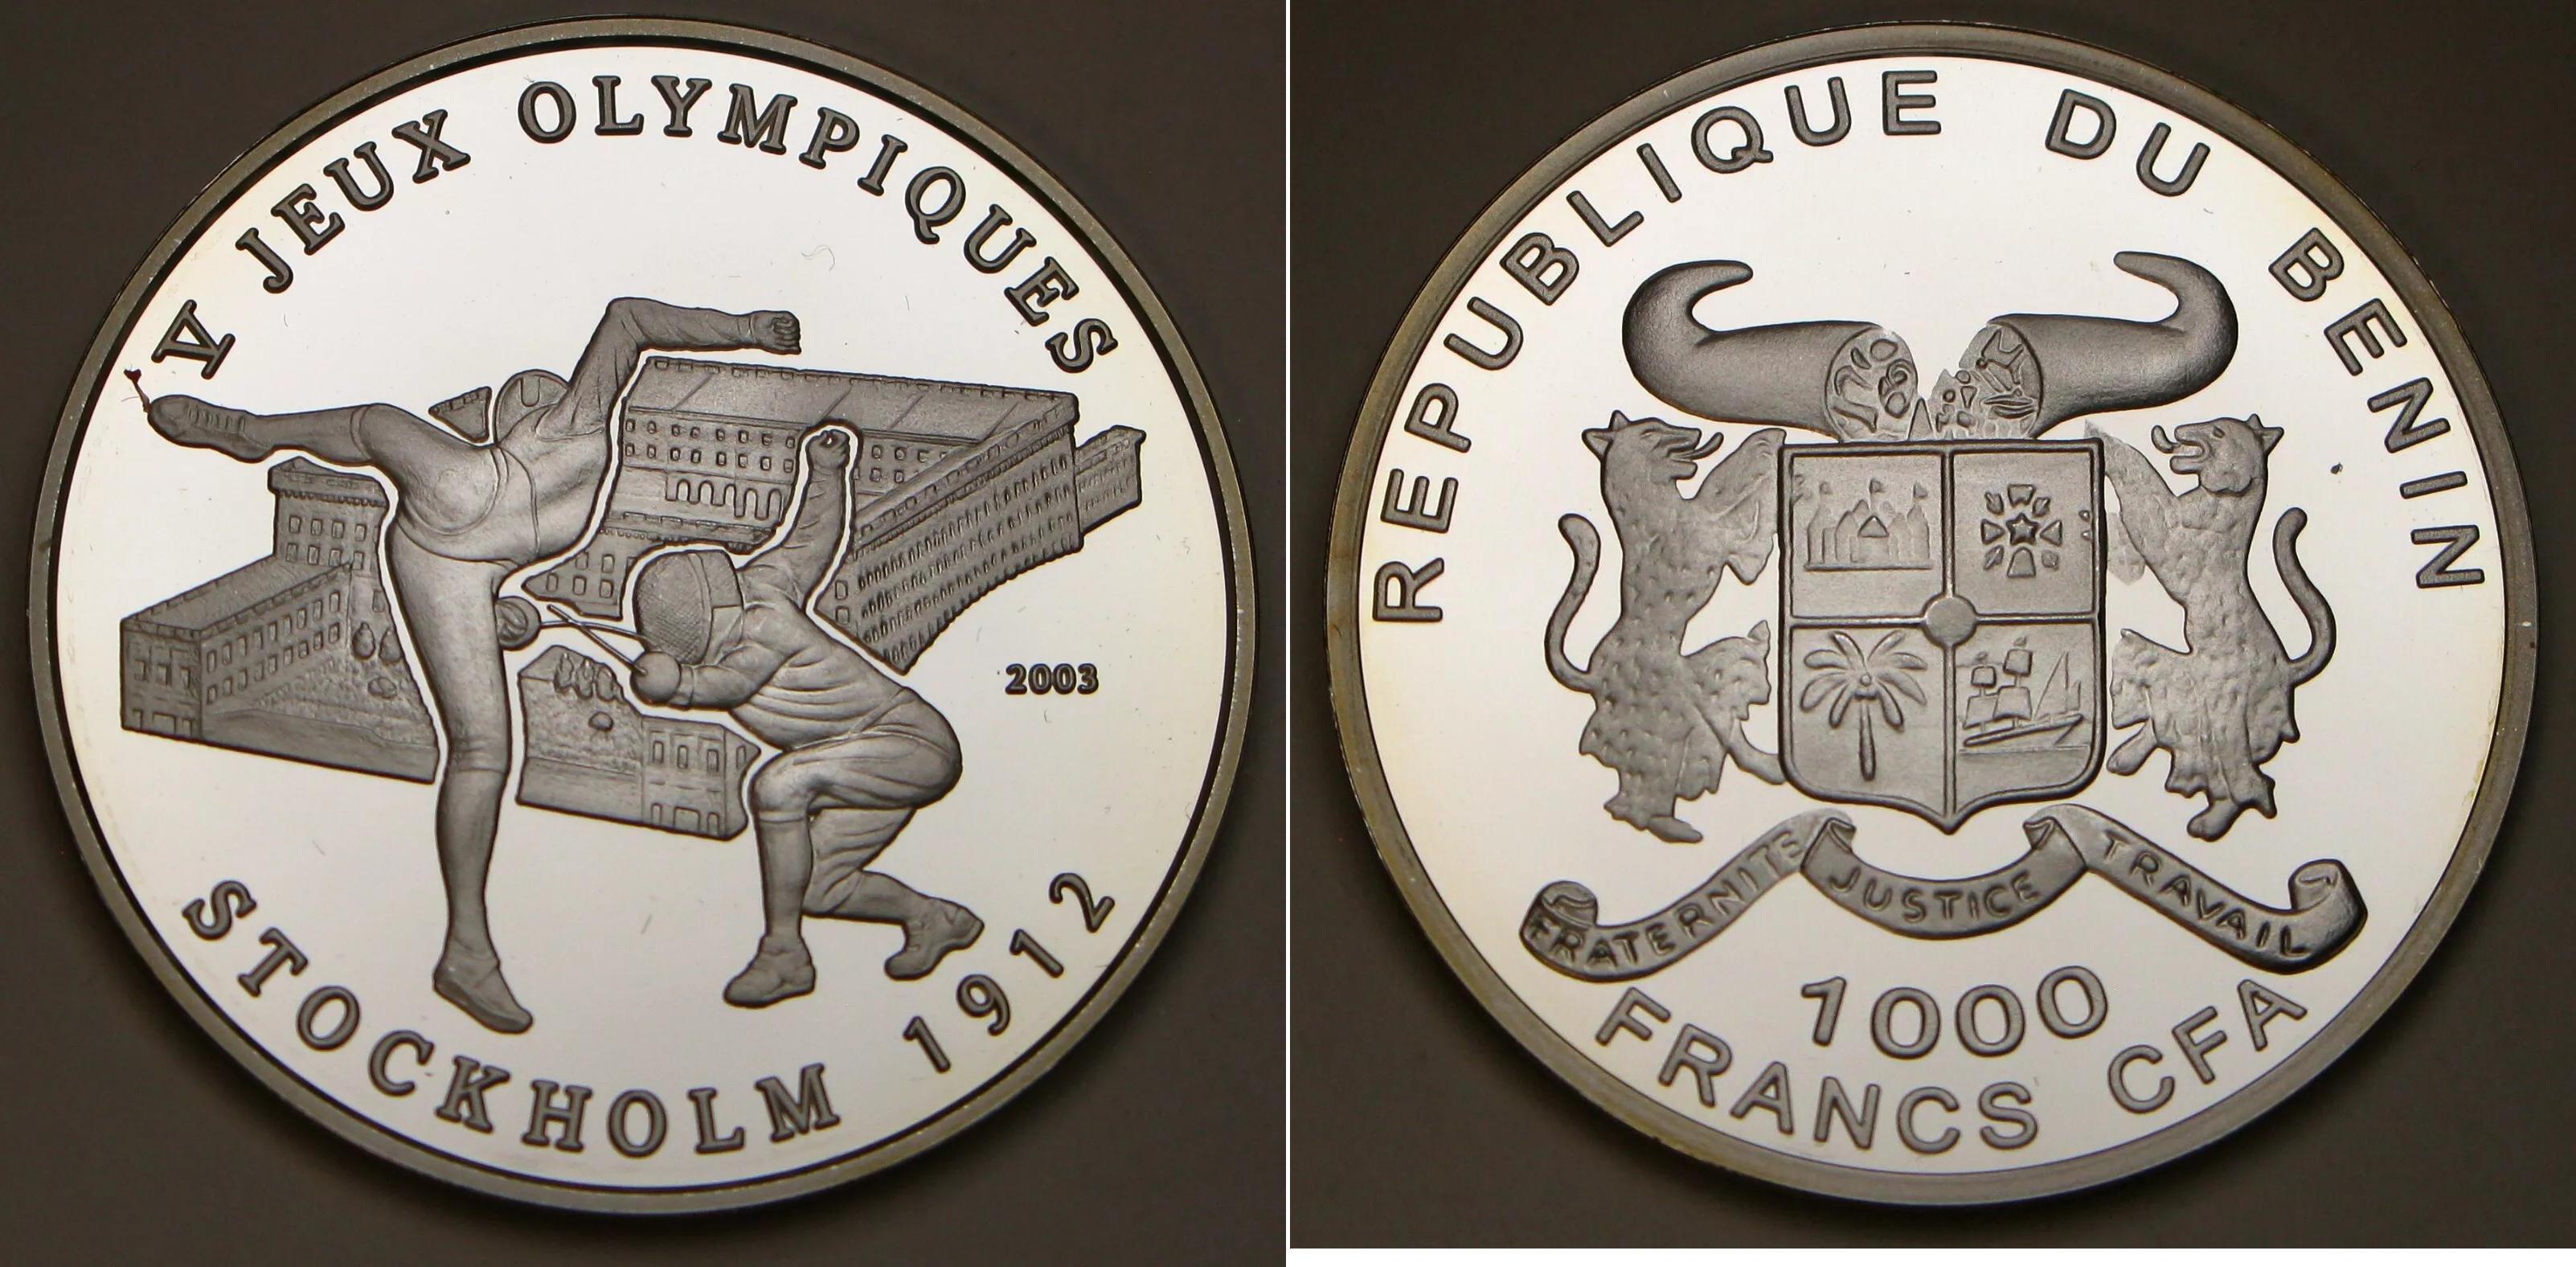 V JEUX OLYMPIQUES
2003
STOCKHOLM 1912
REPUBLIQUE DU BENIN
FRATERNITE JUSTICE TRAVAIL
1000
FRANCS CFA